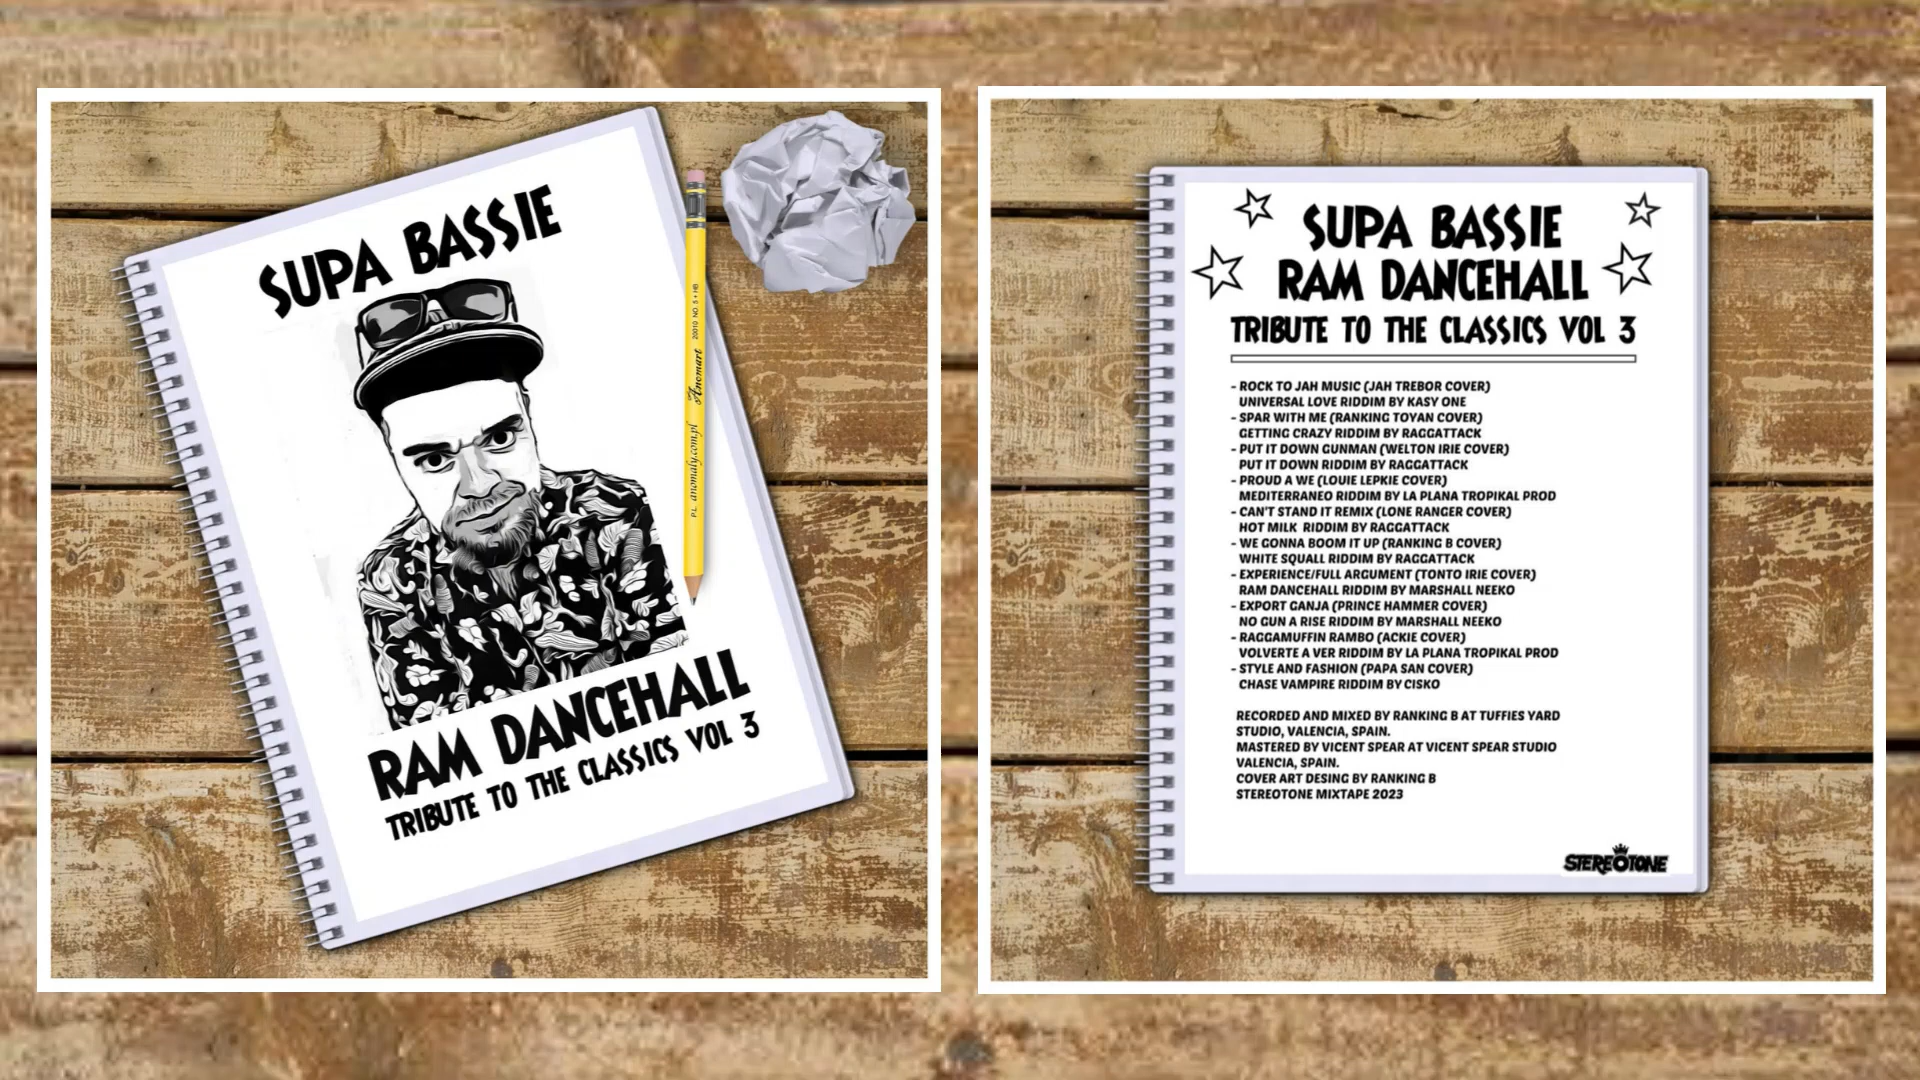 SUPA BASSIE
RAM DANCEHALL
TRIBUTE TO THE CLASSICS VOL 3
P.L. anomaly.com.pl Anomart 20010 NO. 5 + HB
SUPA BASSIE
RAM DANCEHALL
TRIBUTE TO THE CLASSICS VOL 3
- ROCK TO JAH MUSIC (JAH TREBOR COVER)
UNIVERSAL LOVE RIDDIM BY KASY ONE
- SPAR WITH ME (RANKING TOYAN COVER)
GETTING CRAZY RIDDIM BY RAGGATTACK
- PUT IT DOWN GUNMAN (WELTON IRIE COVER)
PUT IT DOWN RIDDIM BY RAGGATTACK
- PROUD A WE (LOUIE LEPKIE COVER)
MEDITERRANEO RIDDIM BY LA PLANA TROPIKAL PROD
- CAN'T STAND IT REMIX (LONE RANGER COVER)
HOT MILK RIDDIM BY RAGGATTACK
- WE GONNA BOOM IT UP (RANKING B COVER)
WHITE SQUALL RIDDIM BY RAGGATTACK
- EXPERIENCE/FULL ARGUMENT (TONTO IRIE COVER)
RAM DANCEHALL RIDDIM BY MARSHALL NEEKO
- EXPORT GANJA (PRINCE HAMMER COVER)
NO GUN A RISE RIDDIM BY MARSHALL NEEKO
- RAGGAMUFFIN RAMBO (ACKIE COVER)
VOLVERTE A VER RIDDIM BY LA PLANA TROPIKAL PROD
- STYLE AND FASHION (PAPA SAN COVER)
CHASE VAMPIRE RIDDIM BY CISKO
RECORDED AND MIXED BY RANKING B AT TUFFIES YARD
STUDIO, VALENCIA, SPAIN.
MASTERED BY VICENT SPEAR AT VICENT SPEAR STUDIO
VALENCIA, SPAIN.
COVER ART DESING BY RANKING B
STEREOTONE MIXTAPE 2023
STEREOTONE